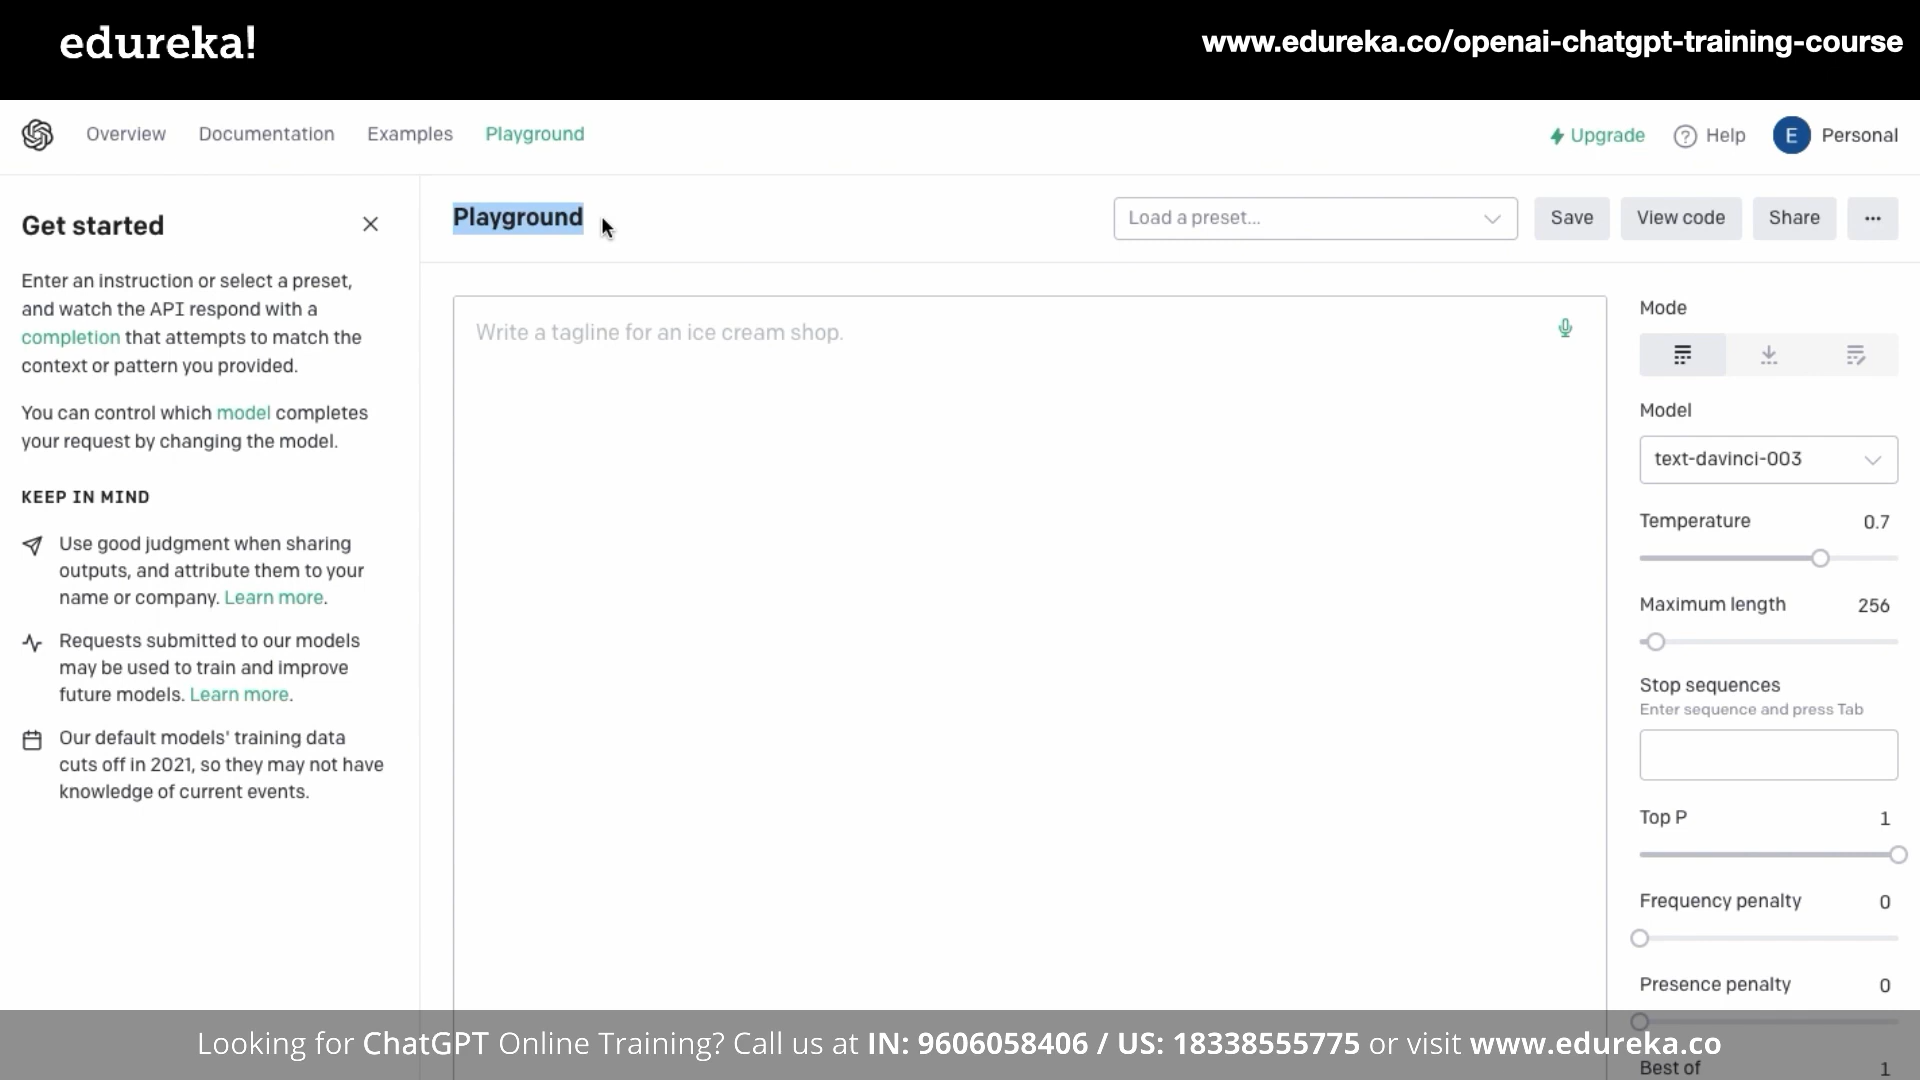 edureka!
www.edureka.co/openai-chatgpt-training-course
Overview
Documentation
Examples
Playground
Upgrade
Help
E
Personal
Get started
Enter an instruction or select a preset,
and watch the API respond with a
completion that attempts to match the
context or pattern you provided.
You can control which model completes
your request by changing the model.
KEEP IN MIND
Use good judgment when sharing
outputs, and attribute them to your
name or company. Learn more.
Requests submitted to our models
may be used to train and improve
future models. Learn more.
Our default models' training data
cuts off in 2021, so they may not have
knowledge of current events.
Playground
Load a preset...
Save
View code
Share
...
Write a tagline for an ice cream shop.
Mode
Model
text-davinci-003
Temperature 0.7
Maximum length 256
Stop sequences
Enter sequence and press Tab
Top P 1
Frequency penalty 0
Presence penalty 0
Best of 1
Looking for ChatGPT Online Training? Call us at IN: 9606058406 / US: 18338555775 or visit www.edureka.co